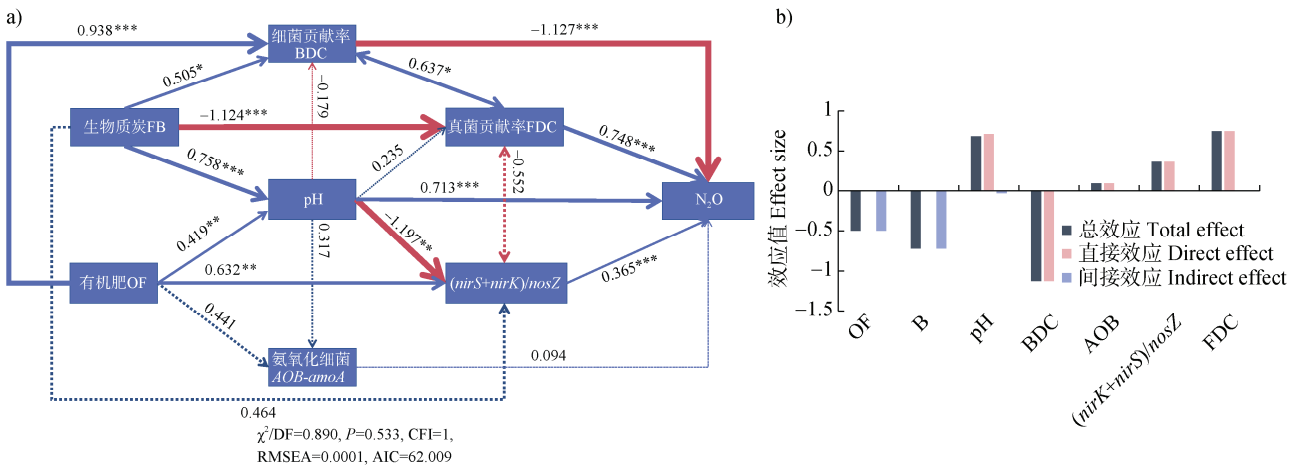 a)
0.938***
细菌贡献率
BDC
−1.127***
0.505*
−0.179
0.637*
生物质炭FB
−1.124***
真菌贡献率FDC
0.758***
0.235
−0.552
0.748***
pH
0.713***
N₂O
0.419**
0.317
−1.197**
有机肥OF
0.632**
(nirS+nirK)/nosZ
0.365***
0.441
氨氧化细菌
AOB-amoA
0.094
0.464
χ²/DF=0.890, P=0.533, CFI=1,
RMSEA=0.0001, AIC=62.009
b)
效应值 Effect size
1
0.5
0
−0.5
−1
−1.5
总效应 Total effect
直接效应 Direct effect
间接效应 Indirect effect
OF
B
pH
BDC
AOB
(nirK+nirS)/nosZ
FDC